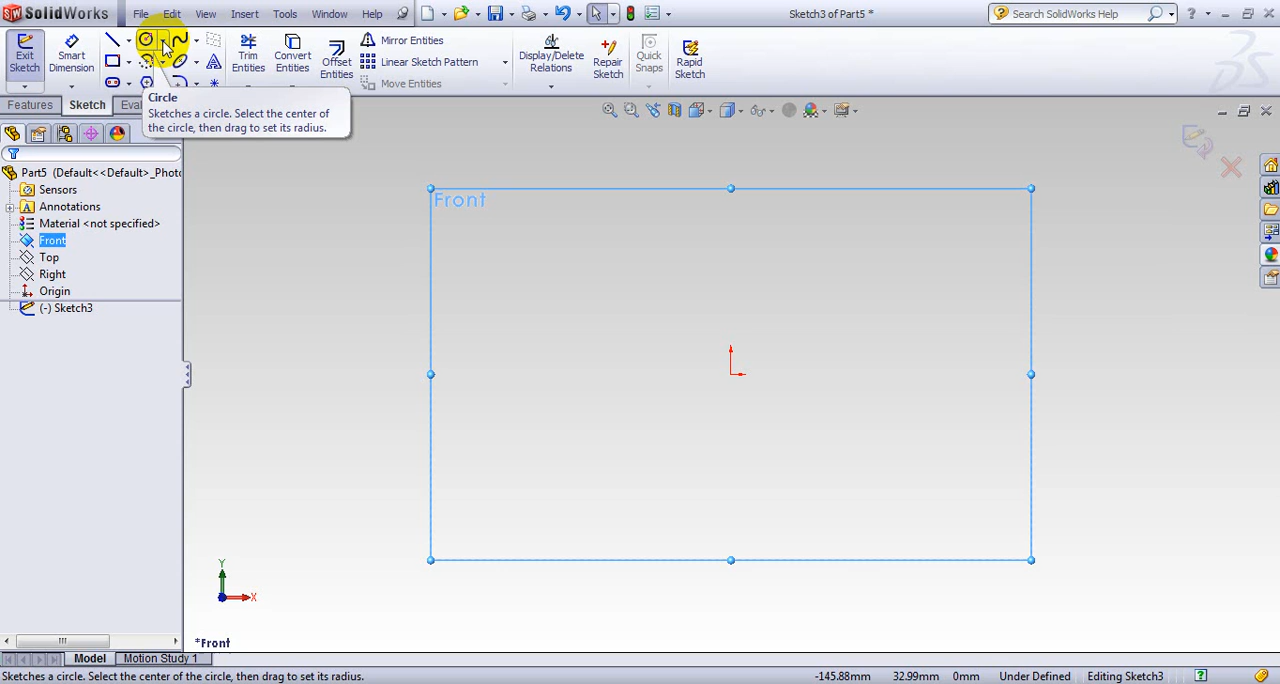 SolidWorks
File
Edit
View
Insert
Tools
Window
Help
Sketch3 of Part5 *
Search SolidWorks Help
Exit
Sketch
Smart
Dimension
Trim
Entities
Convert
Entities
Offset
Entities
Mirror Entities
Linear Sketch Pattern
Move Entities
Display/Delete
Relations
Repair
Sketch
Quick
Snaps
Rapid
Sketch
Features
Sketch
Eval
Circle
Sketches a circle. Select the center of
the circle, then drag to set its radius.
Part5 (Default<<Default>_Photo
Sensors
Annotations
Material <not specified>
Front
Top
Right
Origin
(-) Sketch3
Front
Y
X
*Front
Model
Motion Study 1
Sketches a circle. Select the center of the circle, then drag to set its radius.
-145.88mm
32.99mm
0mm
Under Defined
Editing Sketch3